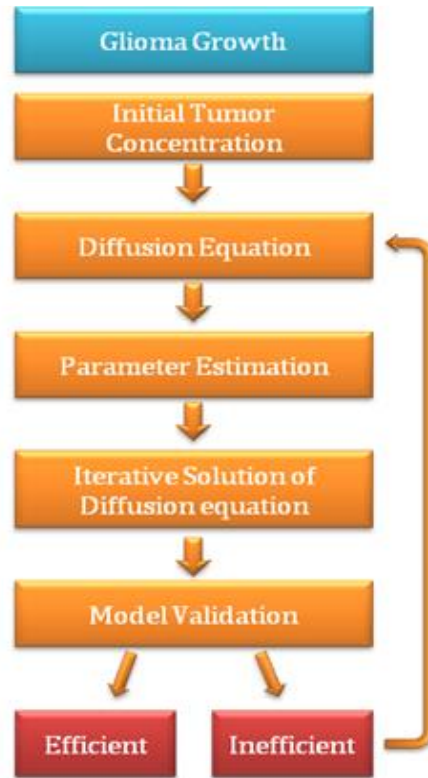 Glioma Growth
Initial Tumor
Concentration
Diffusion Equation
Parameter Estimation
Iterative Solution of
Diffusion equation
Model Validation
Efficient
Inefficient